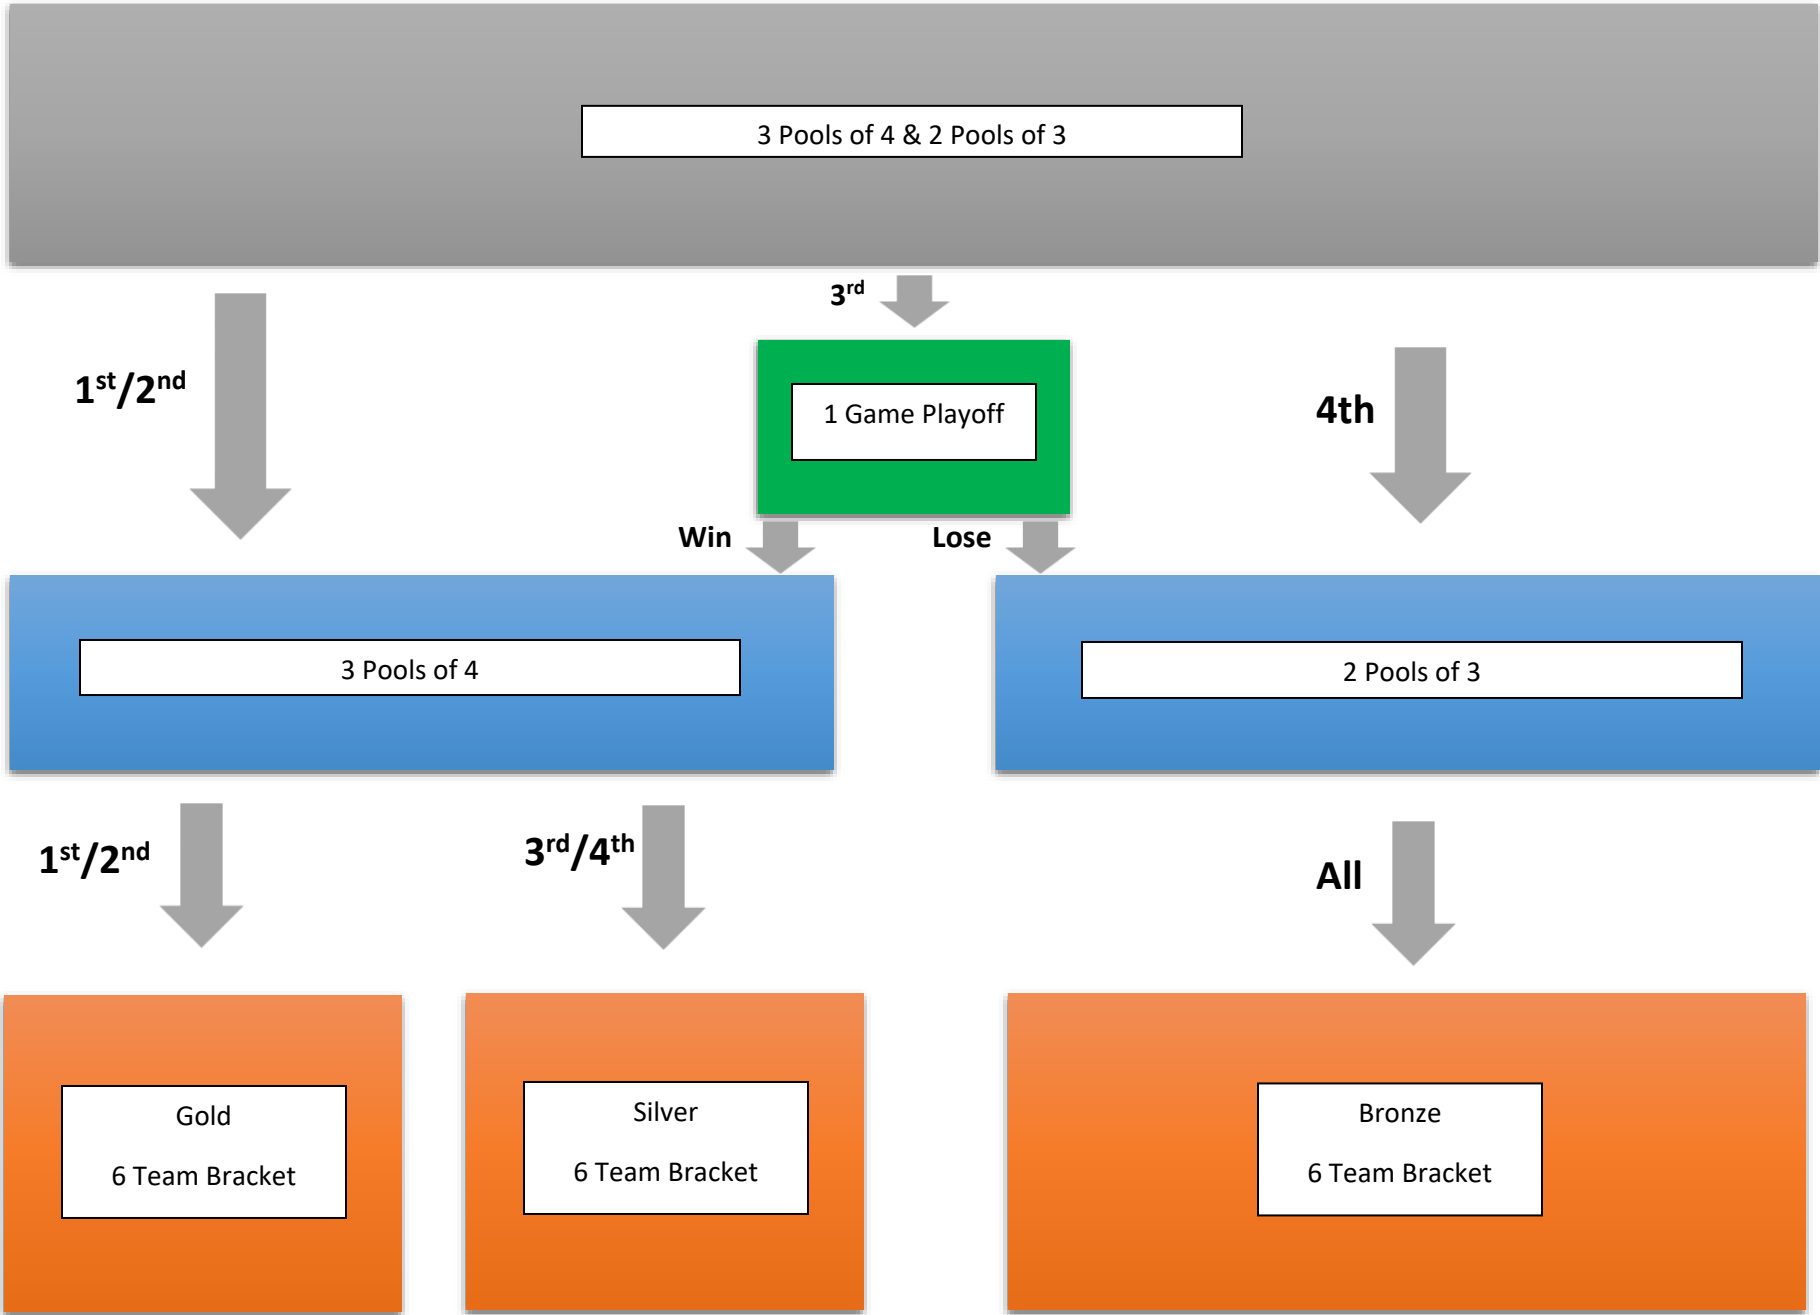 3 Pools of 4 & 2 Pools of 3
3rd
1st/2nd
1 Game Playoff
4th
Win
Lose
3 Pools of 4
2 Pools of 3
1st/2nd
3rd/4th
All
Gold
6 Team Bracket
Silver
6 Team Bracket
Bronze
6 Team Bracket